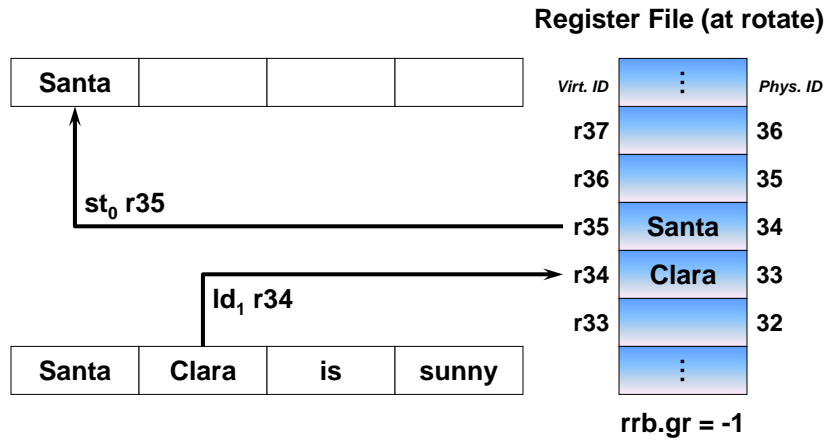 Register File (at rotate)
Santa
Virt. ID ⋮ Phys. ID
r37 36
r36 35
st₀ r35
r35 Santa 34
r34 Clara 33
ld₁ r34
r33 32
Santa Clara is sunny
⋮
rrb.gr = -1